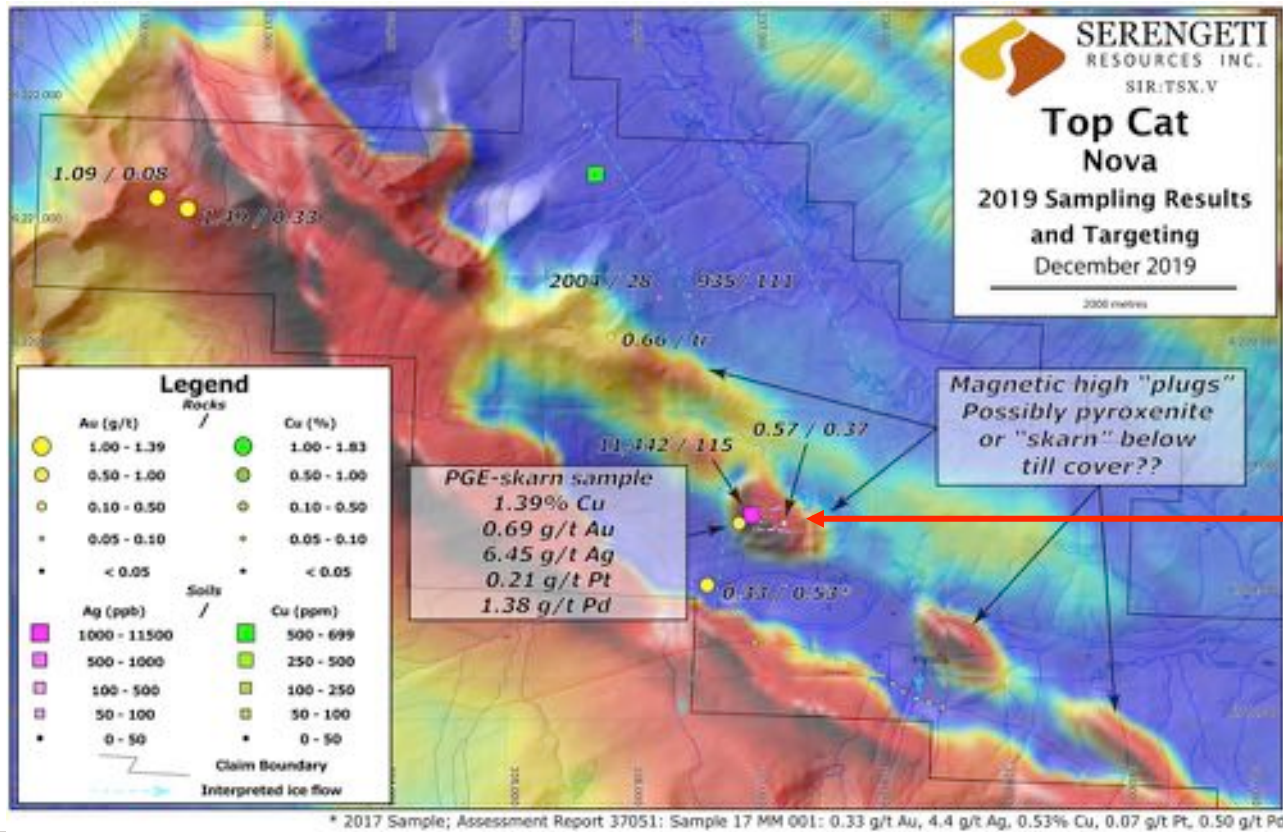 SERENGETI
RESOURCES INC.
SIR:TSX.V
Top Cat
Nova
2019 Sampling Results
and Targeting
December 2019
2000 metres
1.09 / 0.08
1.19 / 0.33
2004 / 28
935 / 111
0.66 / tr
Magnetic high "plugs"
Possibly pyroxenite
or "skarn" below
till cover??
11,442 / 115
0.57 / 0.37
PGE-skarn sample
1.39% Cu
0.69 g/t Au
6.45 g/t Ag
0.21 g/t Pt
1.38 g/t Pd
0.33 / 0.53*
Legend
Rocks
Au (g/t) / Cu (%)
1.00 - 1.39 1.00 - 1.83
0.50 - 1.00 0.50 - 1.00
0.10 - 0.50 0.10 - 0.50
0.05 - 0.10 0.05 - 0.10
< 0.05 < 0.05
Soils
Ag (ppb) / Cu (ppm)
1000 - 11500 500 - 699
500 - 1000 250 - 500
100 - 500 100 - 250
50 - 100 50 - 100
0 - 50 0 - 50
Claim Boundary
Interpreted ice flow
* 2017 Sample; Assessment Report 37051: Sample 17 MM 001: 0.33 g/t Au, 4.4 g/t Ag, 0.53% Cu, 0.07 g/t Pt, 0.50 g/t